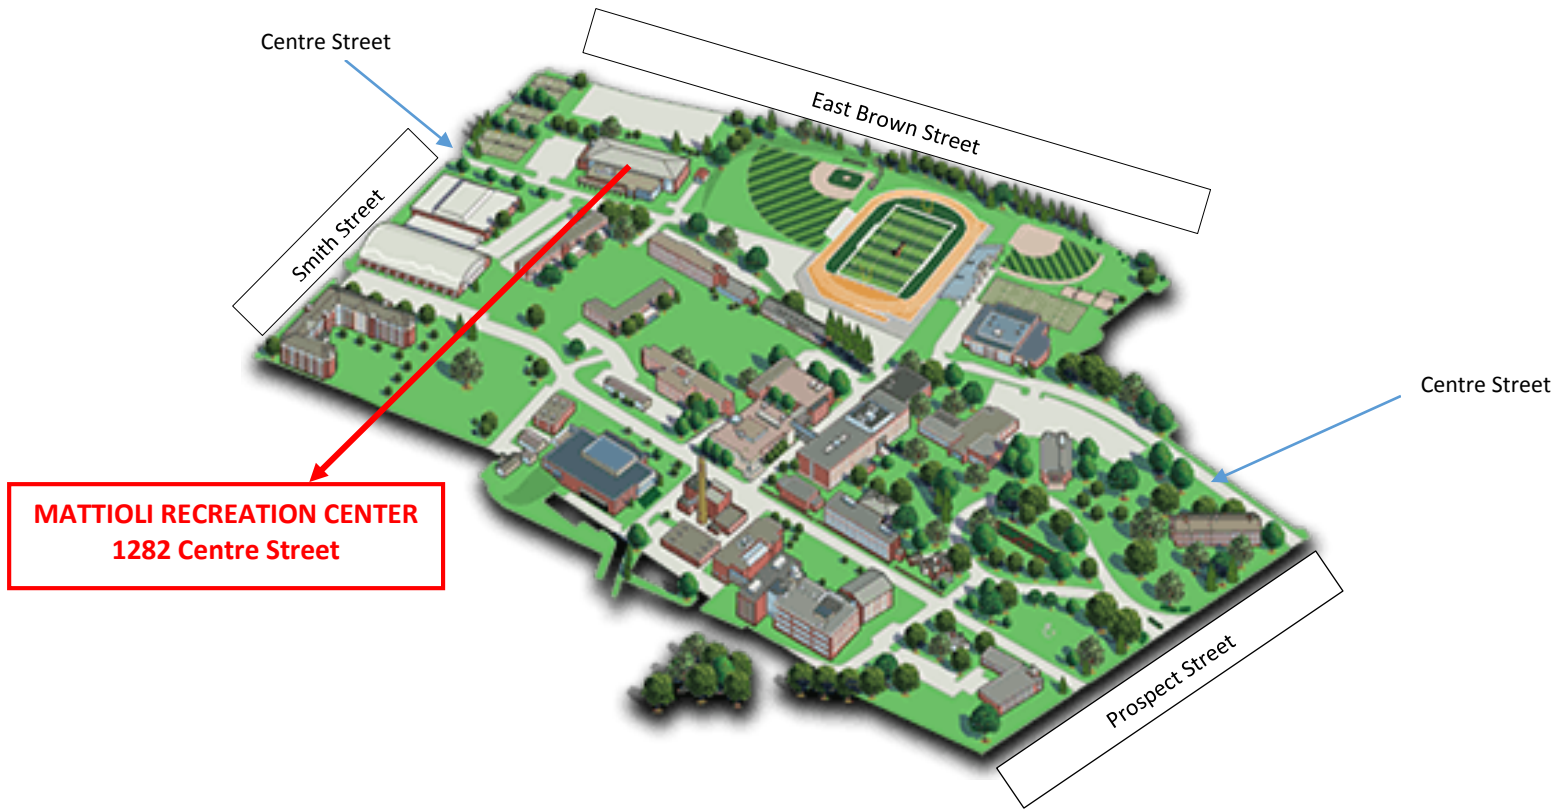 Centre Street
East Brown Street
Smith Street
Centre Street
MATTIOLI RECREATION CENTER
1282 Centre Street
Prospect Street